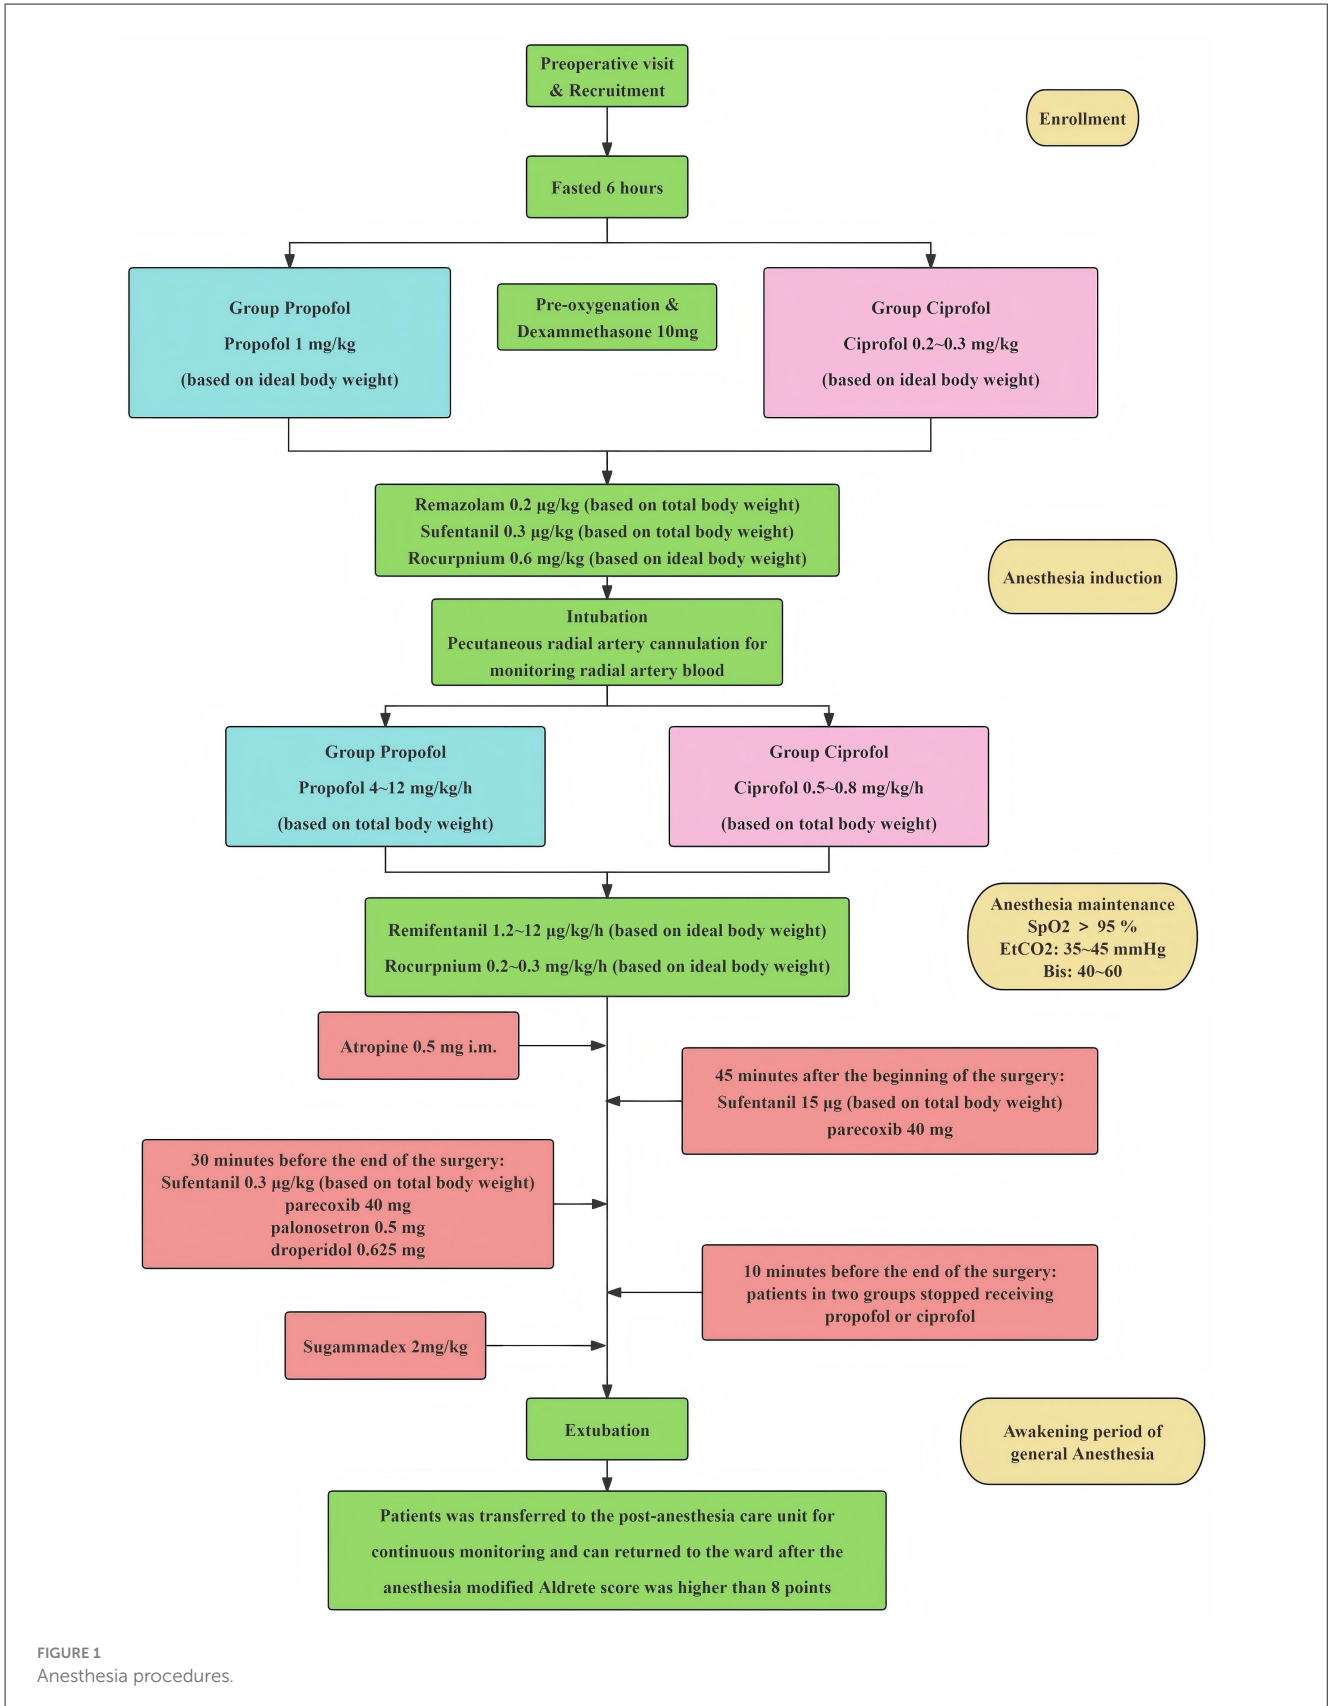 Preoperative visit
& Recruitment
Enrollment
Fasted 6 hours
Group Propofol
Propofol 1 mg/kg
(based on ideal body weight)
Pre-oxygenation &
Dexammethasone 10mg
Group Ciprofol
Ciprofol 0.2~0.3 mg/kg
(based on ideal body weight)
Remazolam 0.2 µg/kg (based on total body weight)
Sufentanil 0.3 µg/kg (based on total body weight)
Rocurpnium 0.6 mg/kg (based on ideal body weight)
Anesthesia induction
Intubation
Pecutaneous radial artery cannulation for
monitoring radial artery blood
Group Propofol
Propofol 4~12 mg/kg/h
(based on total body weight)
Group Ciprofol
Ciprofol 0.5~0.8 mg/kg/h
(based on total body weight)
Remifentanil 1.2~12 µg/kg/h (based on ideal body weight)
Rocurpnium 0.2~0.3 mg/kg/h (based on ideal body weight)
Anesthesia maintenance
SpO2 > 95 %
EtCO2: 35~45 mmHg
Bis: 40~60
Atropine 0.5 mg i.m.
45 minutes after the beginning of the surgery:
Sufentanil 15 µg (based on total body weight)
parecoxib 40 mg
30 minutes before the end of the surgery:
Sufentanil 0.3 µg/kg (based on total body weight)
parecoxib 40 mg
palonosetron 0.5 mg
droperidol 0.625 mg
10 minutes before the end of the surgery:
patients in two groups stopped receiving
propofol or ciprofol
Sugammadex 2mg/kg
Extubation
Awakening period of
general Anesthesia
Patients was transferred to the post-anesthesia care unit for
continuous monitoring and can returned to the ward after the
anesthesia modified Aldrete score was higher than 8 points
FIGURE 1
Anesthesia procedures.